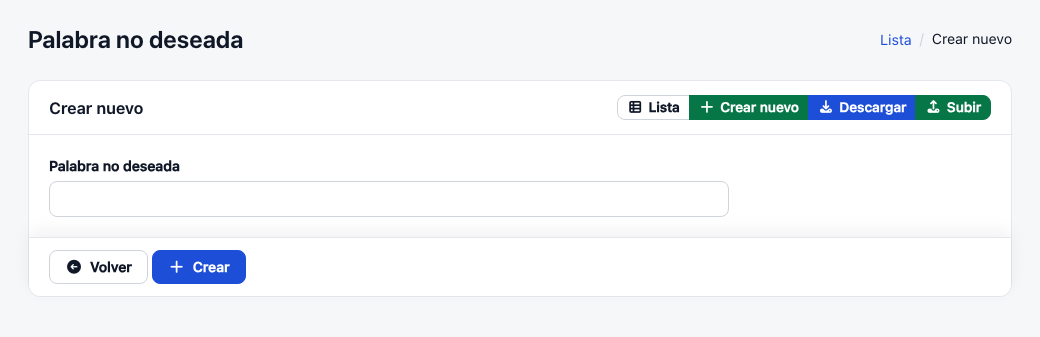 Palabra no deseada
Lista / Crear nuevo
Crear nuevo
Lista Crear nuevo Descargar Subir
Palabra no deseada
Volver Crear